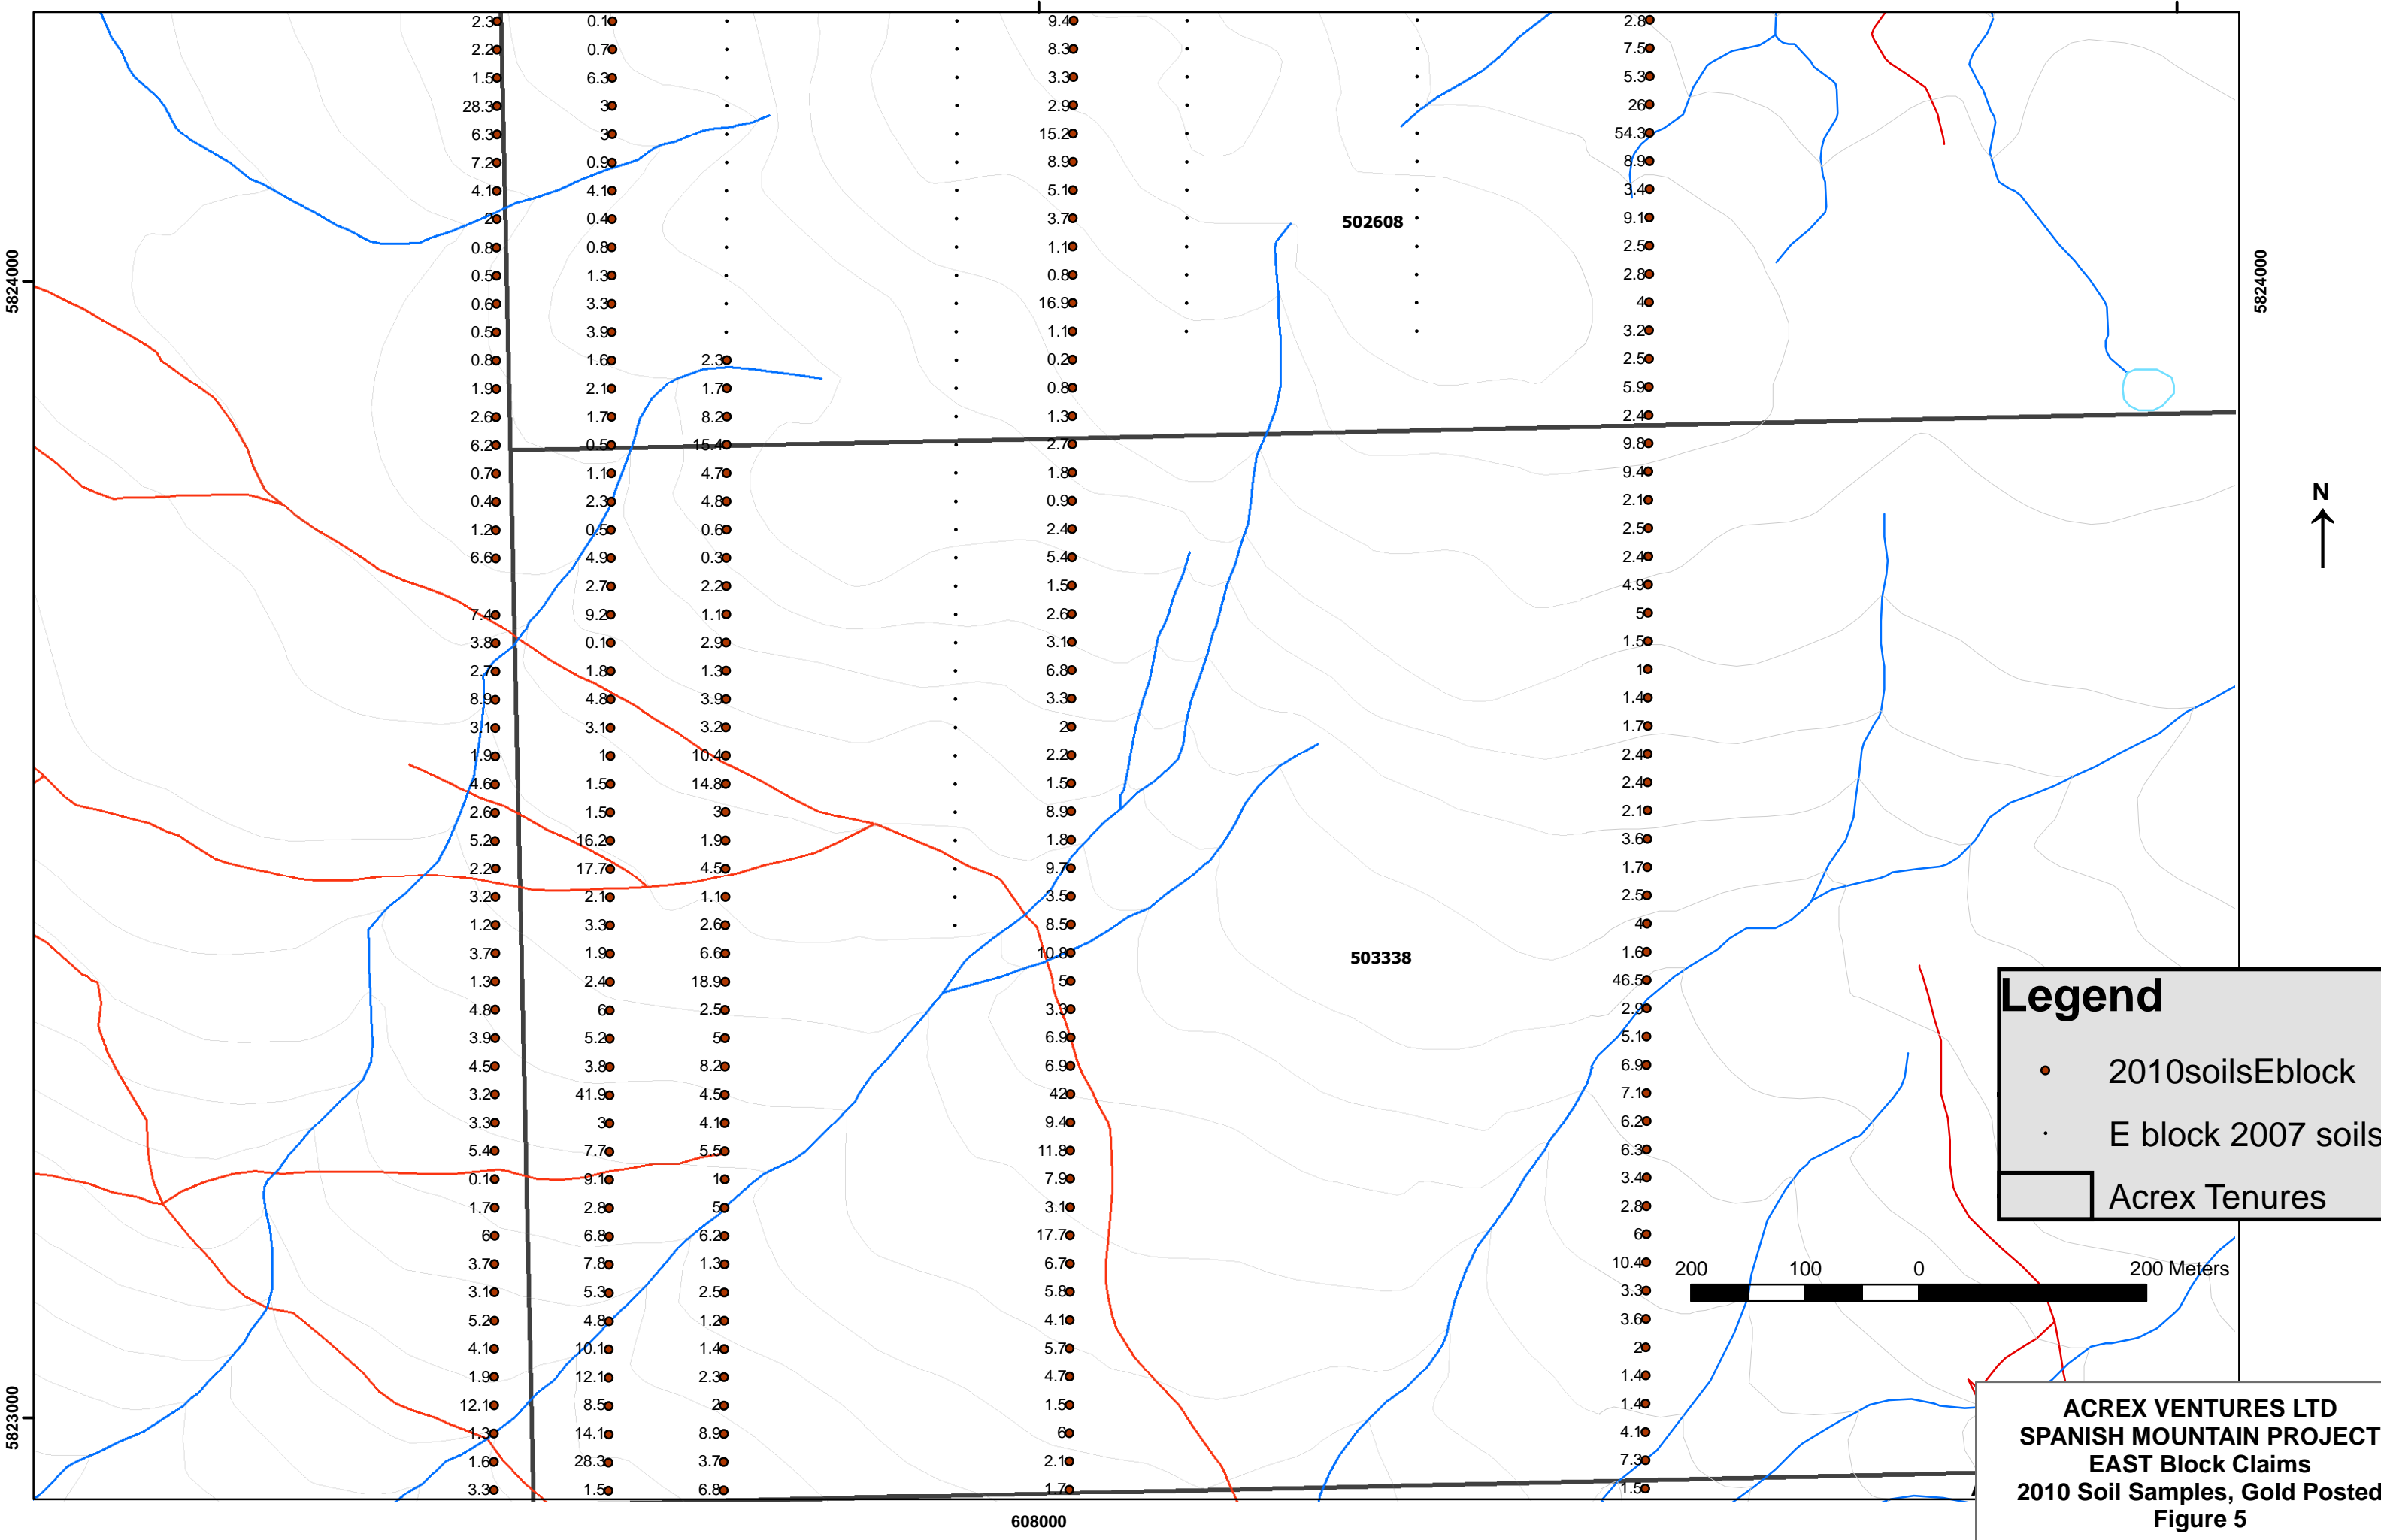 2.3 0.1 9.4 2.8
2.2 0.7 8.3 7.5
1.5 6.3 3.3 5.3
28.3 3 2.9 26
6.3 3 15.2 54.3
7.2 0.9 8.9 8.9
4.1 4.1 5.1 3.4
2 0.4 3.7 502608 9.1
0.8 0.8 1.1 2.5
0.5 1.3 0.8 2.8
5824000 5824000
0.6 3.3 16.9 4
0.5 3.9 1.1 3.2
0.8 1.6 2.3 0.2 2.5
1.9 2.1 1.7 0.8 5.9
2.6 1.7 8.2 1.3 2.4
6.2 0.5 15.4 2.7 9.8
0.7 1.1 4.7 1.8 9.4
N
0.4 2.3 4.8 0.9 2.1
1.2 0.5 0.6 2.4 2.5
6.6 4.9 0.3 5.4 2.4
2.7 2.2 1.5 4.9
7.4 9.2 1.1 2.6 5
3.8 0.1 2.9 3.1 1.5
2.7 1.8 1.3 6.8 1
8.9 4.8 3.9 3.3 1.4
3.1 3.1 3.2 2 1.7
1.9 1 10.4 2.2 2.4
4.6 1.5 14.8 1.5 2.4
2.6 1.5 3 8.9 2.1
5.2 16.2 1.9 1.8 3.6
2.2 17.7 4.5 9.7 1.7
3.2 2.1 1.1 3.5 2.5
1.2 3.3 2.6 8.5 4
3.7 1.9 6.6 10.8 503338 1.6
1.3 2.4 18.9 5 46.5
4.8 6 2.5 3.3 2.9
3.9 5.2 5 6.9 5.1
4.5 3.8 8.2 6.9 6.9
3.2 41.9 4.5 42 7.1
3.3 3 4.1 9.4 6.2
5.4 7.7 5.5 11.8 6.3
0.1 9.1 1 7.9 3.4
1.7 2.8 5 3.1 2.8
6 6.8 6.2 17.7 6
3.7 7.8 1.3 6.7 10.4
3.1 5.3 2.5 5.8 3.3
5.2 4.8 1.2 4.1 3.6
4.1 10.1 1.4 5.7 2
1.9 12.1 2.3 4.7 1.4
12.1 8.5 2 1.5 1.4
5823000
1.3 14.1 8.9 6 4.1
1.6 28.3 3.7 2.1 7.3
3.3 1.5 6.8 1.7 1.5
608000
Legend
2010soilsEblock
E block 2007 soils
Acrex Tenures
200 100 0 200 Meters
ACREX VENTURES LTD
SPANISH MOUNTAIN PROJECT
EAST Block Claims
2010 Soil Samples, Gold Posted
Figure 5